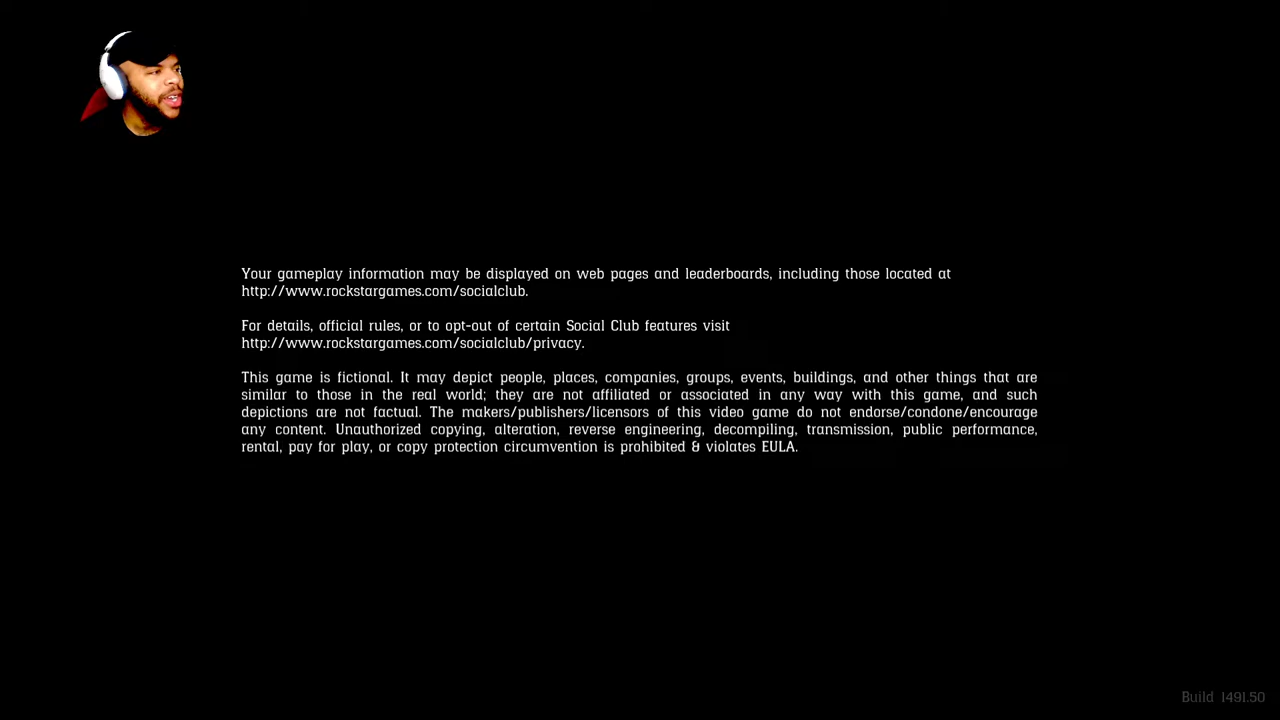 Your gameplay information may be displayed on web pages and leaderboards, including those located at
http://www.rockstargames.com/socialclub.
For details, official rules, or to opt-out of certain Social Club features visit
http://www.rockstargames.com/socialclub/privacy.
This game is fictional. It may depict people, places, companies, groups, events, buildings, and other things that are
similar to those in the real world; they are not affiliated or associated in any way with this game, and such
depictions are not factual. The makers/publishers/licensors of this video game do not endorse/condone/encourage
any content. Unauthorized copying, alteration, reverse engineering, decompiling, transmission, public performance,
rental, pay for play, or copy protection circumvention is prohibited & violates EULA.
Build 1491.50